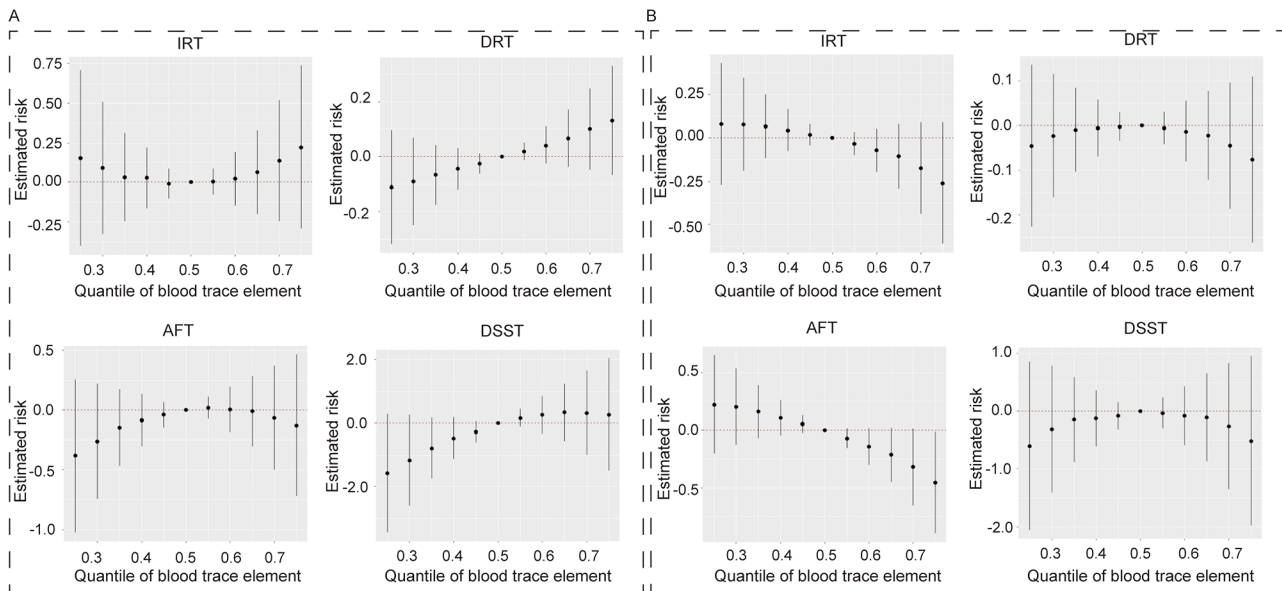 A
IRT
Estimated risk
0.75
0.50
0.25
0.00
-0.25
0.3 0.4 0.5 0.6 0.7
Quantile of blood trace element
DRT
Estimated risk
0.2
0.0
-0.2
0.3 0.4 0.5 0.6 0.7
Quantile of blood trace element
AFT
Estimated risk
0.5
0.0
-0.5
-1.0
0.3 0.4 0.5 0.6 0.7
Quantile of blood trace element
DSST
Estimated risk
2.0
0.0
-2.0
0.3 0.4 0.5 0.6 0.7
Quantile of blood trace element
B
IRT
Estimated risk
0.25
0.00
-0.25
-0.50
0.3 0.4 0.5 0.6 0.7
Quantile of blood trace element
DRT
Estimated risk
0.1
0.0
-0.1
-0.2
0.3 0.4 0.5 0.6 0.7
Quantile of blood trace element
AFT
Estimated risk
0.5
0.0
-0.5
0.3 0.4 0.5 0.6 0.7
Quantile of blood trace element
DSST
Estimated risk
1.0
0.0
-1.0
-2.0
0.3 0.4 0.5 0.6 0.7
Quantile of blood trace element